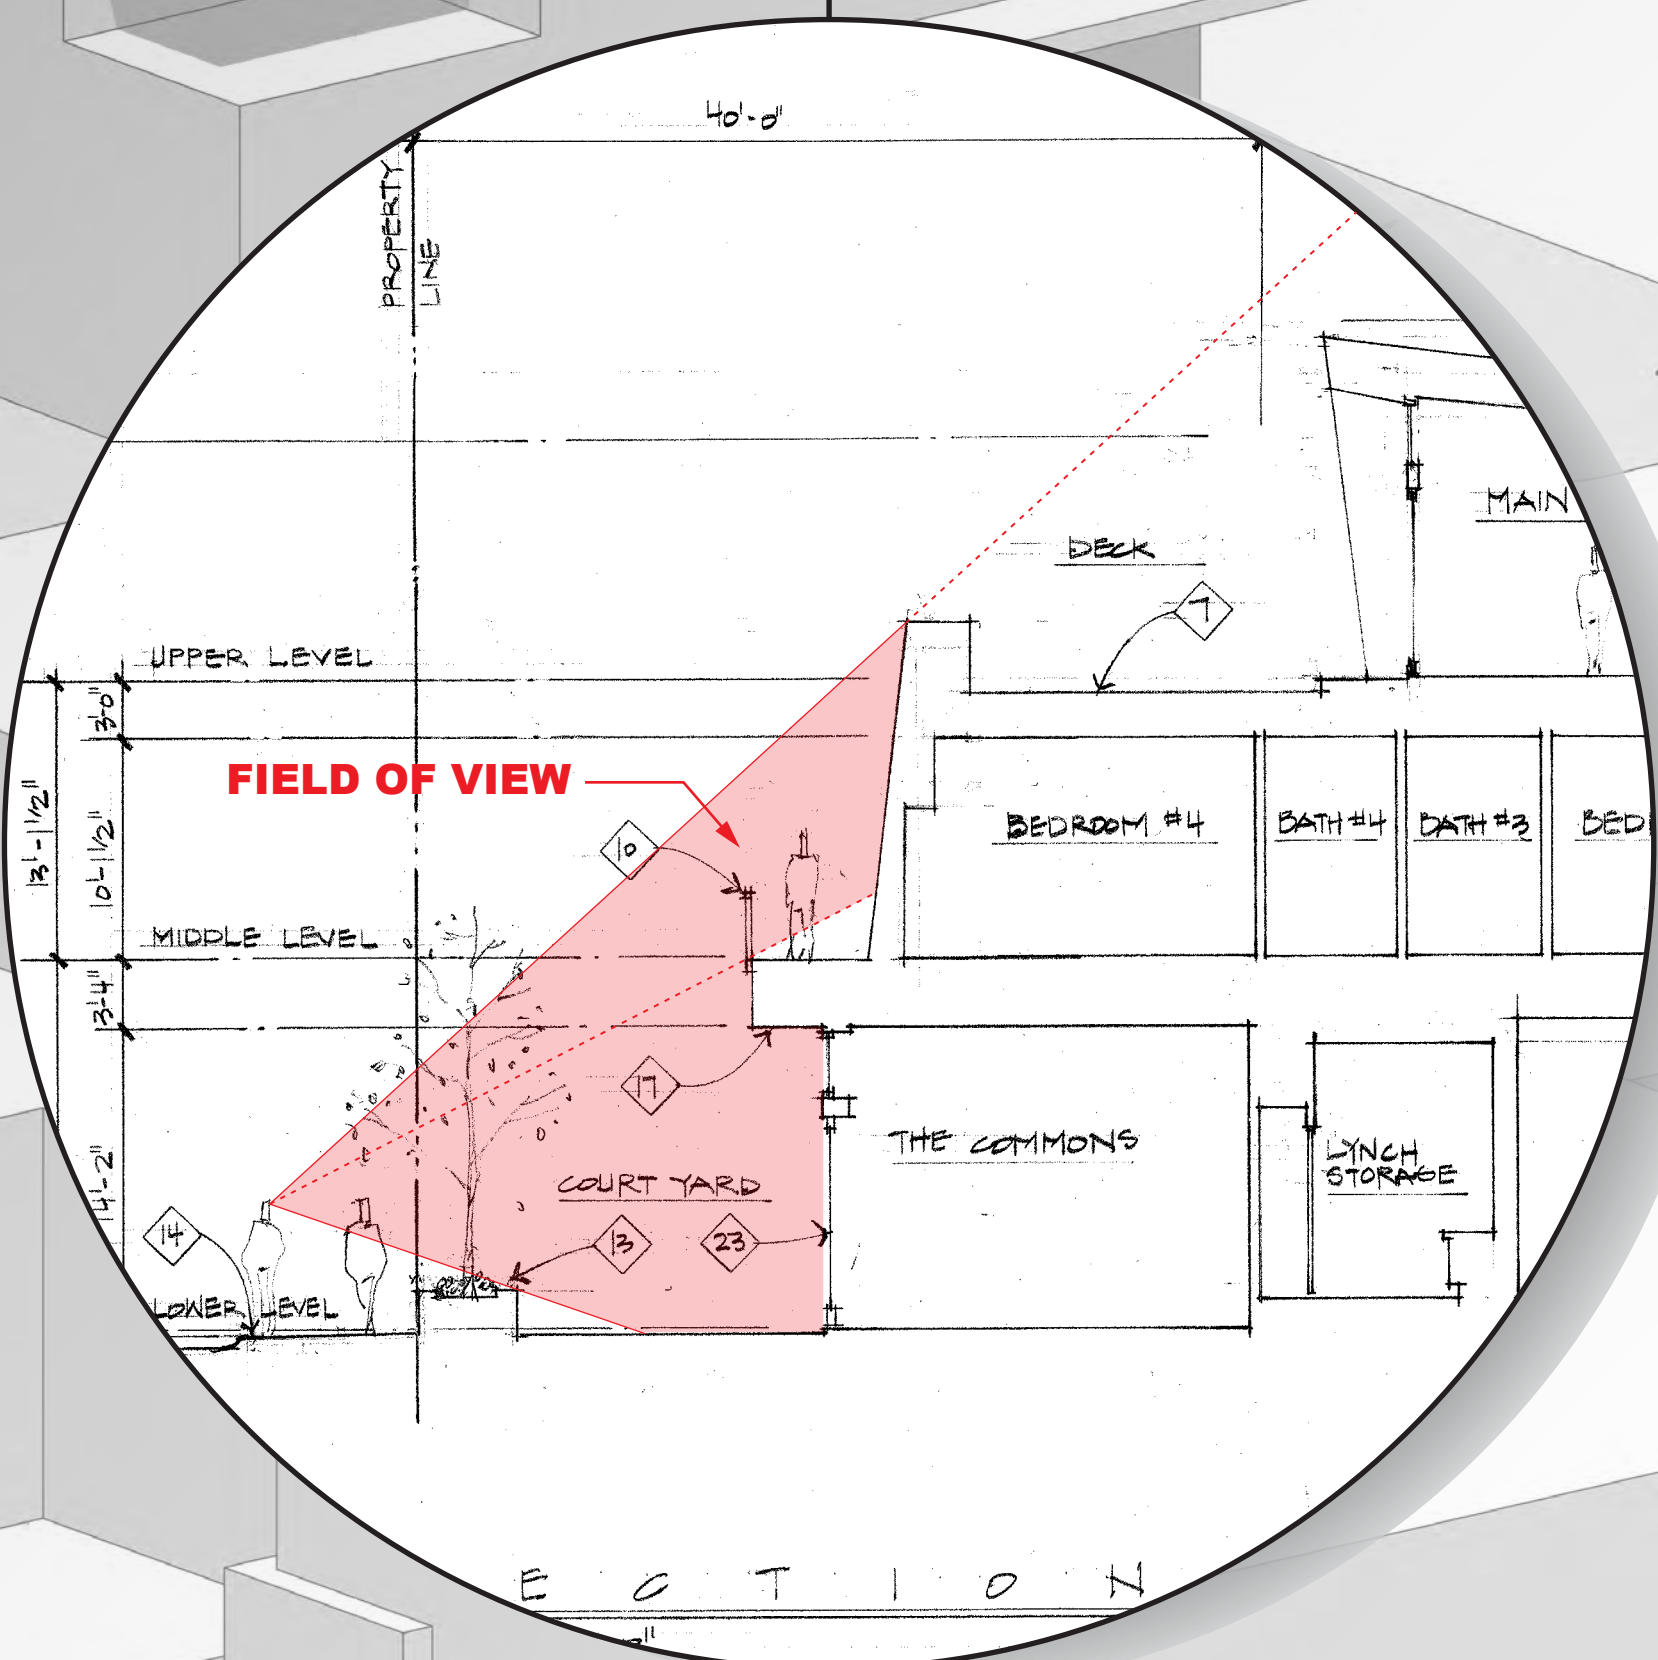 40'-0"
PROPERTY
LINE
MAIN
DECK
7
UPPER LEVEL
3'-0"
FIELD OF VIEW
13'-1 1/2"
10'-1 1/2"
10
BEDROOM #4
BATH #4
BATH #3
BED
MIDDLE LEVEL
3'-4"
17
THE COMMONS
LYNCH
STORAGE
14'-2"
COURT YARD
14
13
23
LOWER LEVEL
E C T I O N